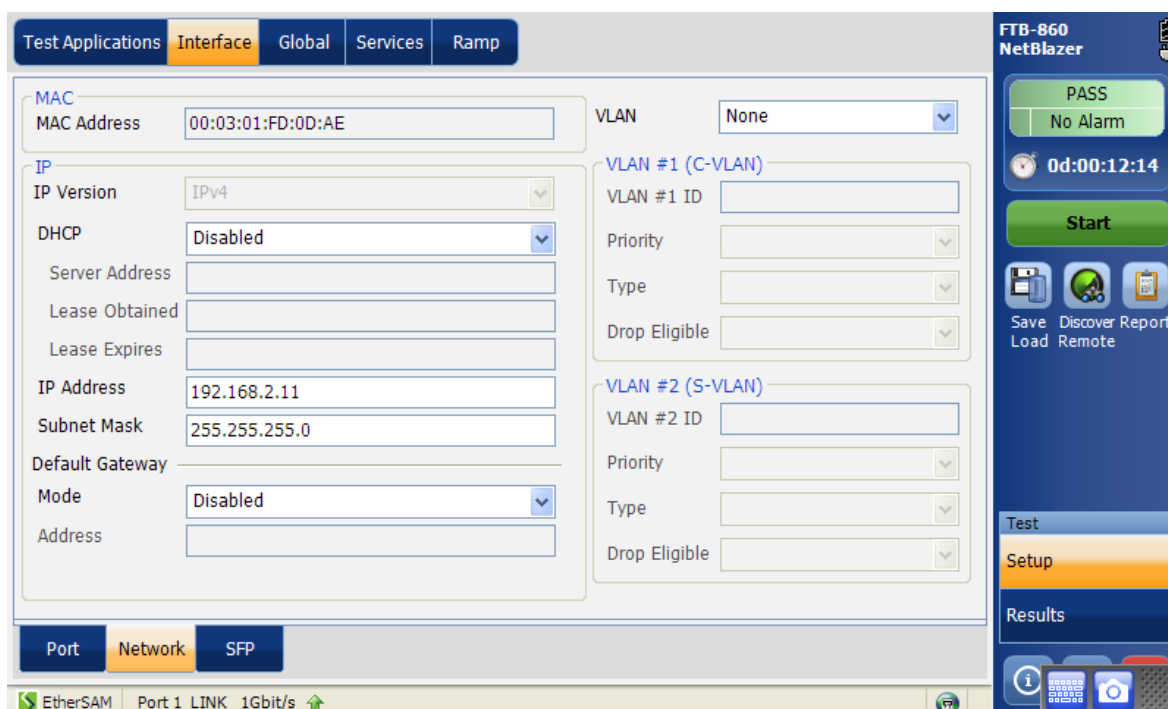 Test Applications Interface Global Services Ramp
FTB-860
NetBlazer
MAC
MAC Address 00:03:01:FD:0D:AE
VLAN None
PASS
No Alarm
0d:00:12:14
Start
Save Load
Discover Remote
Report
IP
IP Version IPv4
DHCP Disabled
Server Address
Lease Obtained
Lease Expires
IP Address 192.168.2.11
Subnet Mask 255.255.255.0
Default Gateway
Mode Disabled
Address
VLAN #1 (C-VLAN)
VLAN #1 ID
Priority
Type
Drop Eligible
VLAN #2 (S-VLAN)
VLAN #2 ID
Priority
Type
Drop Eligible
Test
Setup
Results
Port Network SFP
EtherSAM Port 1 LINK 1Gbit/s